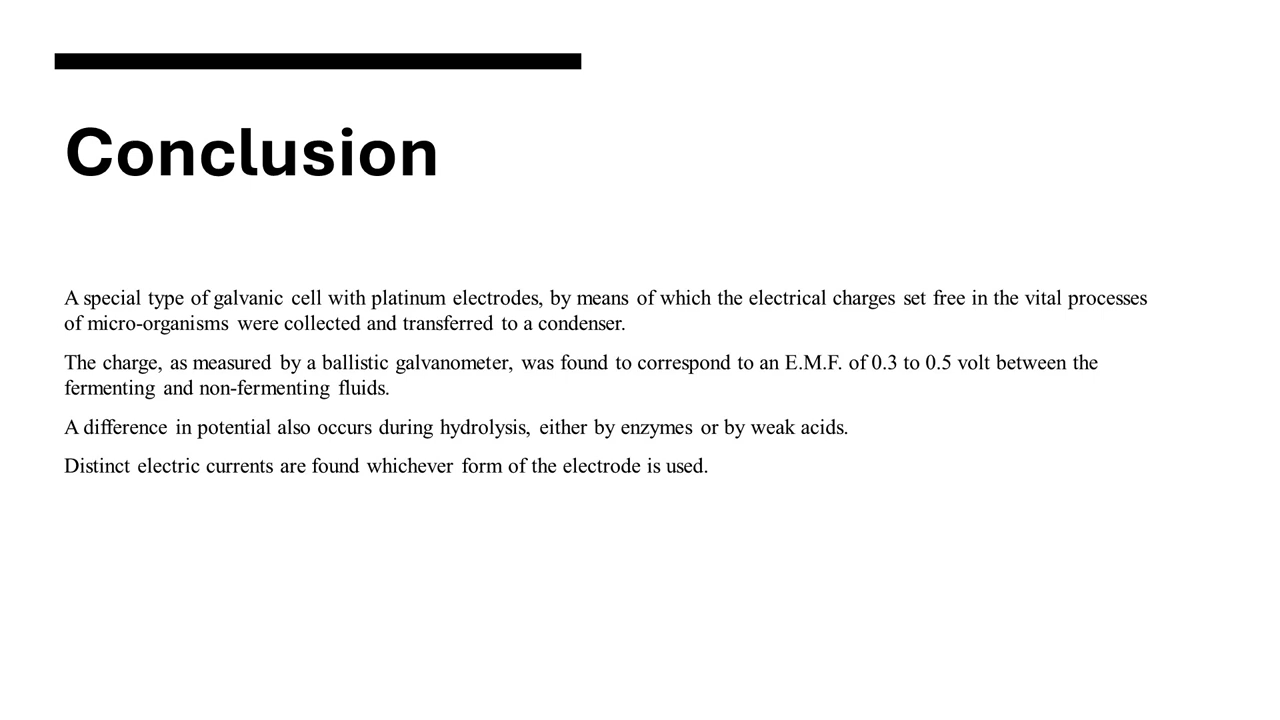 Conclusion
A special type of galvanic cell with platinum electrodes, by means of which the electrical charges set free in the vital processes
of micro-organisms were collected and transferred to a condenser.
The charge, as measured by a ballistic galvanometer, was found to correspond to an E.M.F. of 0.3 to 0.5 volt between the
fermenting and non-fermenting fluids.
A difference in potential also occurs during hydrolysis, either by enzymes or by weak acids.
Distinct electric currents are found whichever form of the electrode is used.